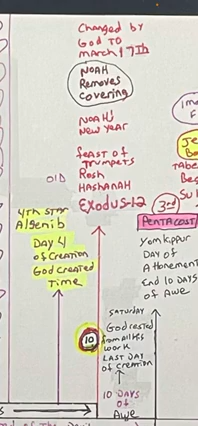 Changed by
God To
March 17th
NOAH
Removes
Covering
NOAH'S
New Year
Feast of
Trumpets
Rosh
HASHANAH
Exodus-12
OLD
4TH Star
Algenib
Day 4
of Creation
God Created
Time
3rd
PENTACOST
Yom Kippur
Day of
Atonement
End 10 Days
of Awe
SATURDAY
God rested
from all his
work
LAST DAY
of Creation
10
10 DAYS
of
Awe